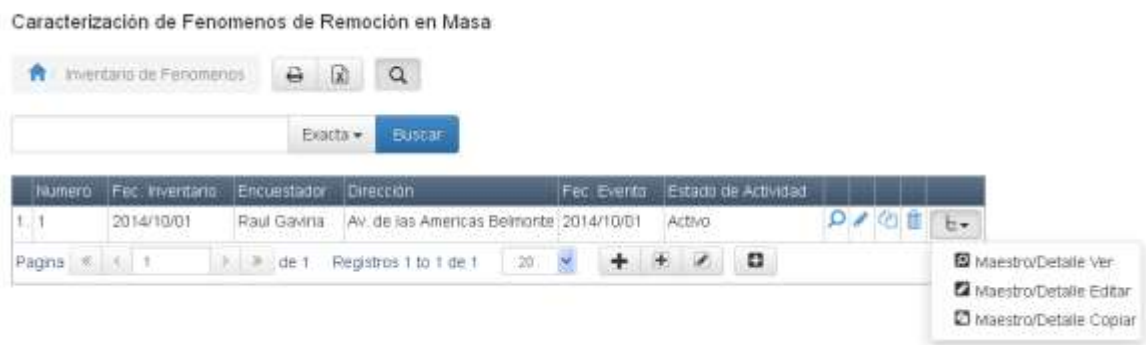 Caracterización de Fenomenos de Remoción en Masa
Inventario de Fenomenos
Exacta Buscar
Numero Fec. Inventario Encuestador Dirección Fec. Evento Estado de Actividad
1. 1 2014/10/01 Raul Gaviria Av. de las Americas Belmonte 2014/10/01 Activo
Pagina 1 de 1 Registros 1 to 1 de 1 20
Maestro/Detalle Ver
Maestro/Detalle Editar
Maestro/Detalle Copiar